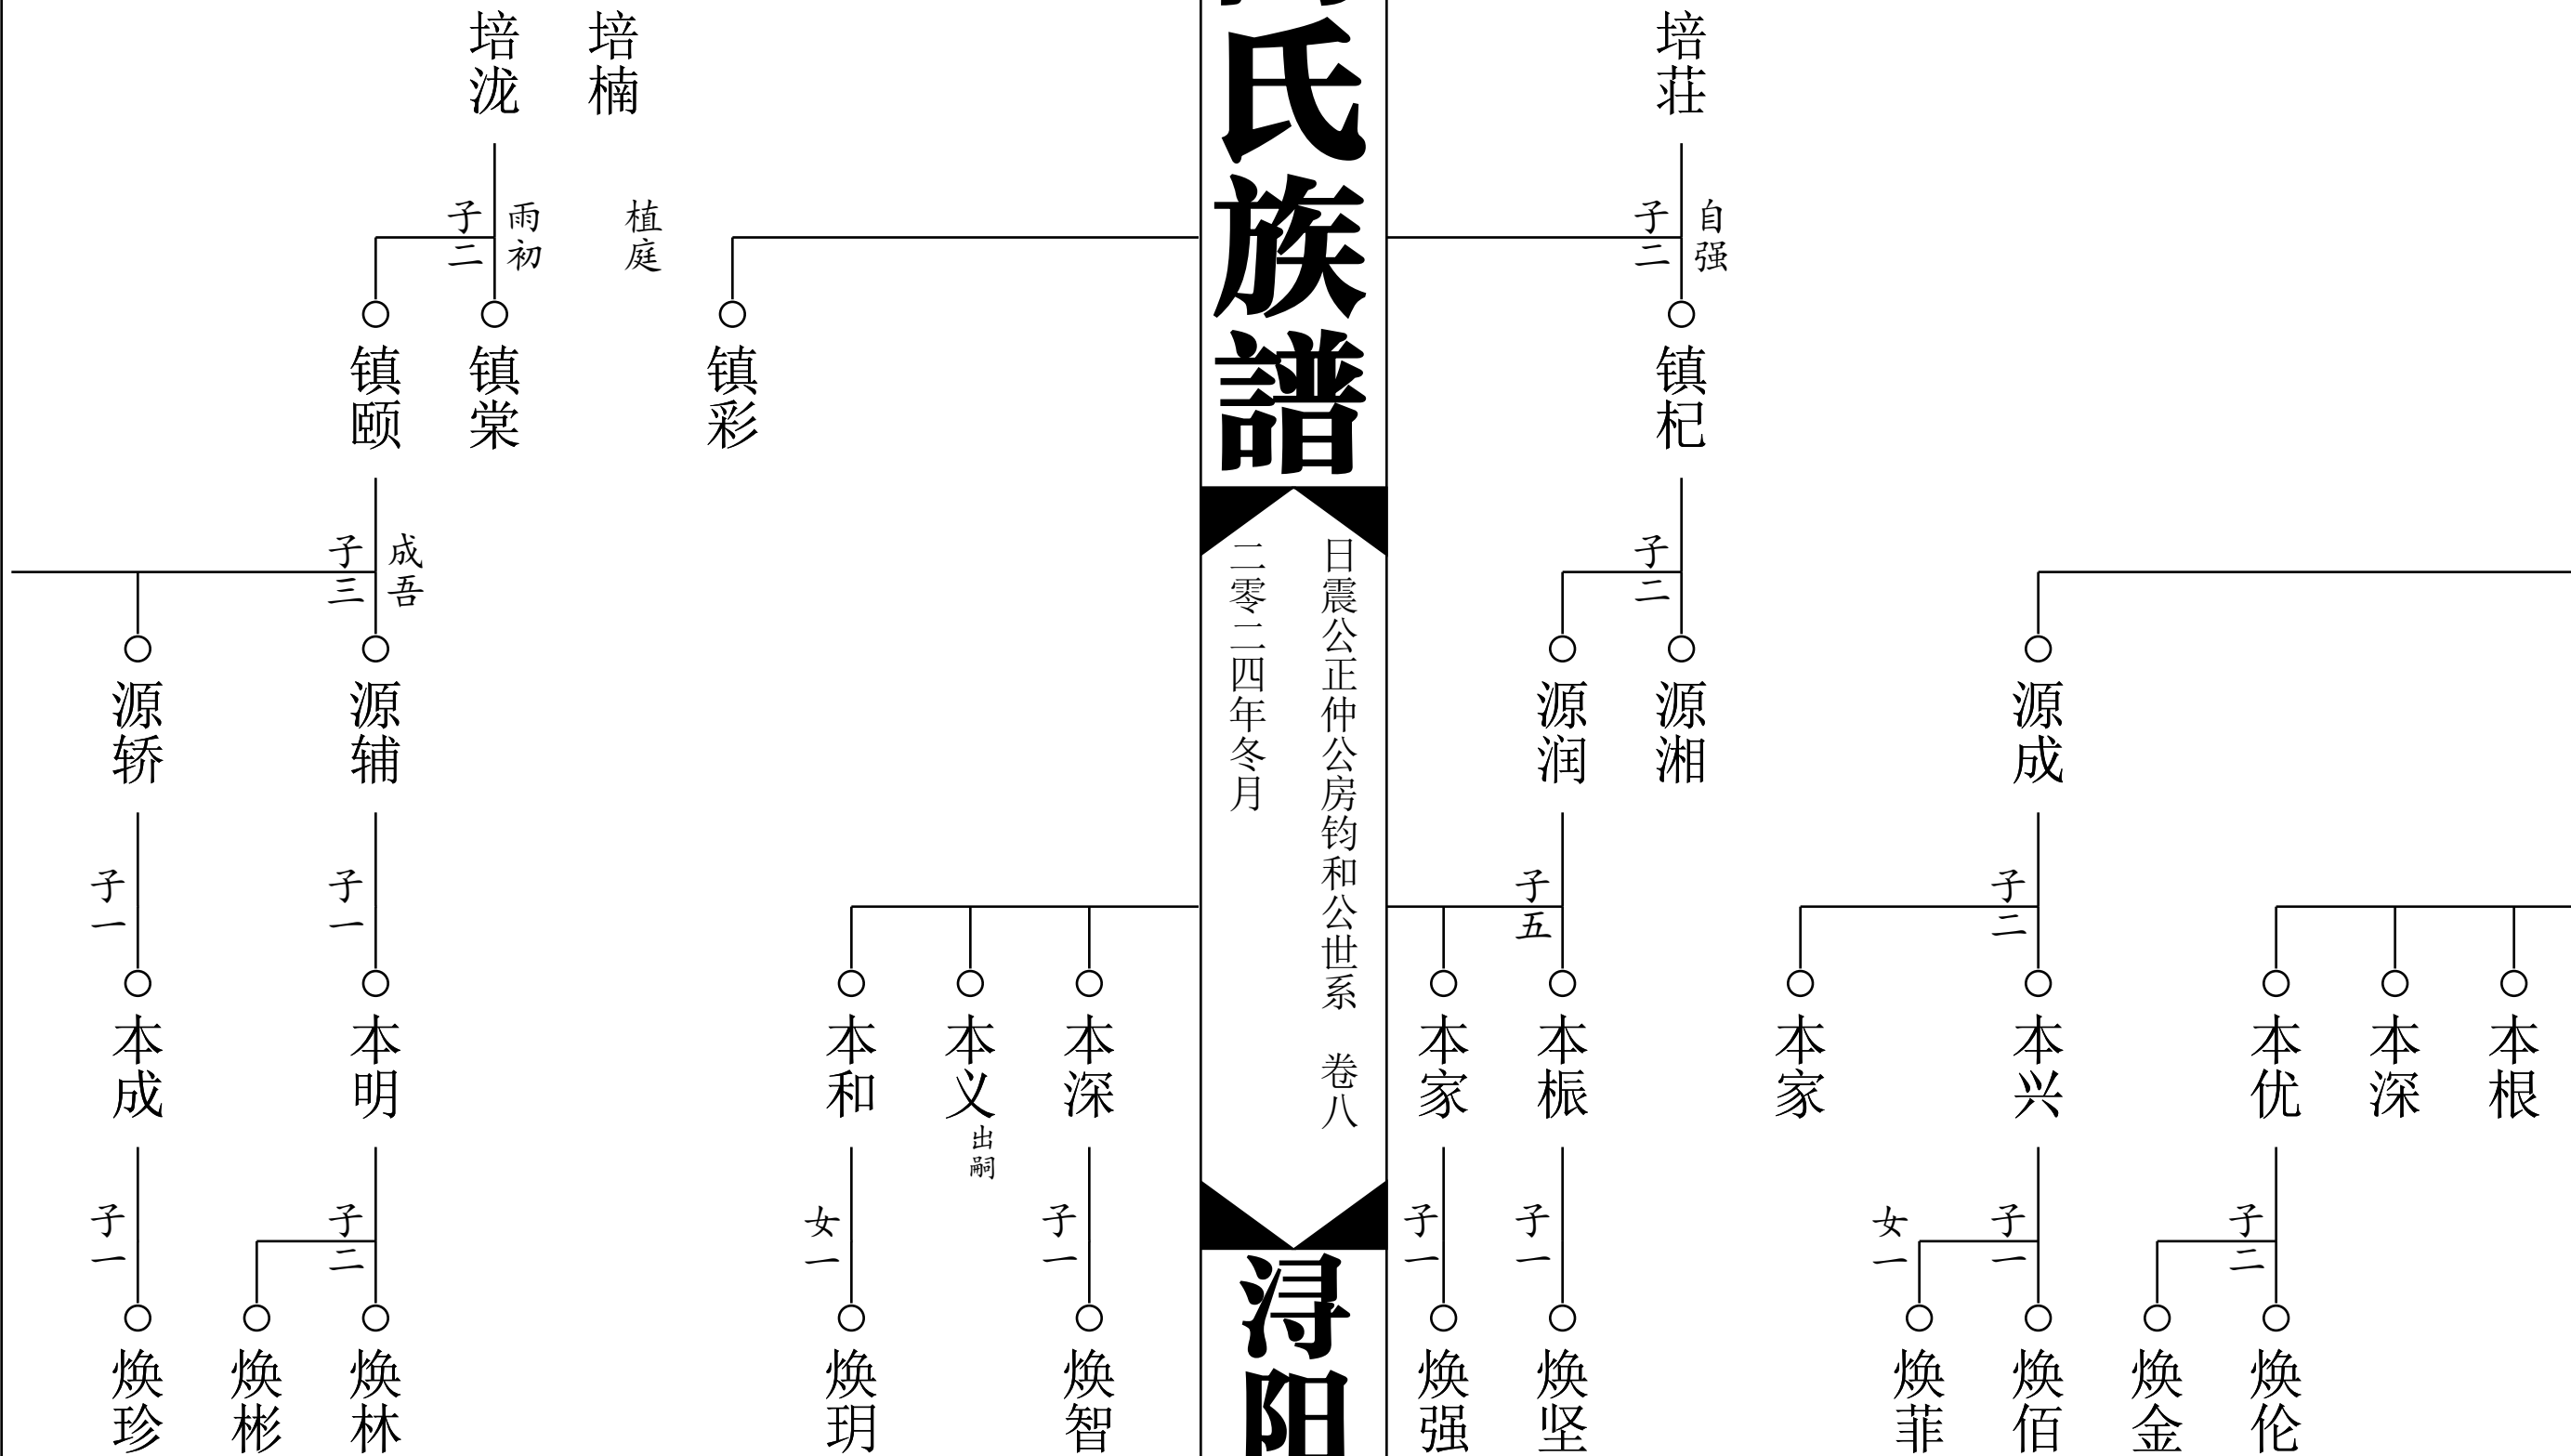 培荘
自强
子二
镇杞
镇彩
子二
源湘
源润
源成
子五
本桭
本家
本深
本义
出嗣
本和
子二
本兴
本家
本根
本深
本优
子二
焕伦
焕金
子一
女一
焕佰
焕菲
子一
焕坚
子一
焕强
子一
焕智
女一
焕玥
氏族譜
日震公正仲公房钧和公世系 卷八
二零二四年冬月
浔阳
培楠
植庭
培泷
雨初
子二
镇棠
镇颐
成吾
子三
源辅
源轿
子一
本明
子一
本成
子二
焕林
焕彬
子一
焕珍